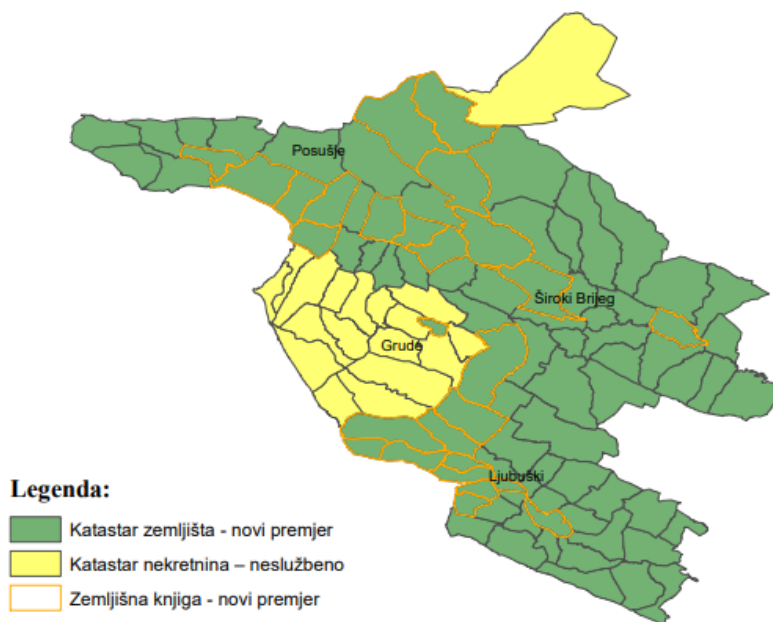 Posušje
Široki Brijeg
Grude
Ljubuški
Legenda:
Katastar zemljišta - novi premjer
Katastar nekretnina – neslužbeno
Zemljišna knjiga - novi premjer